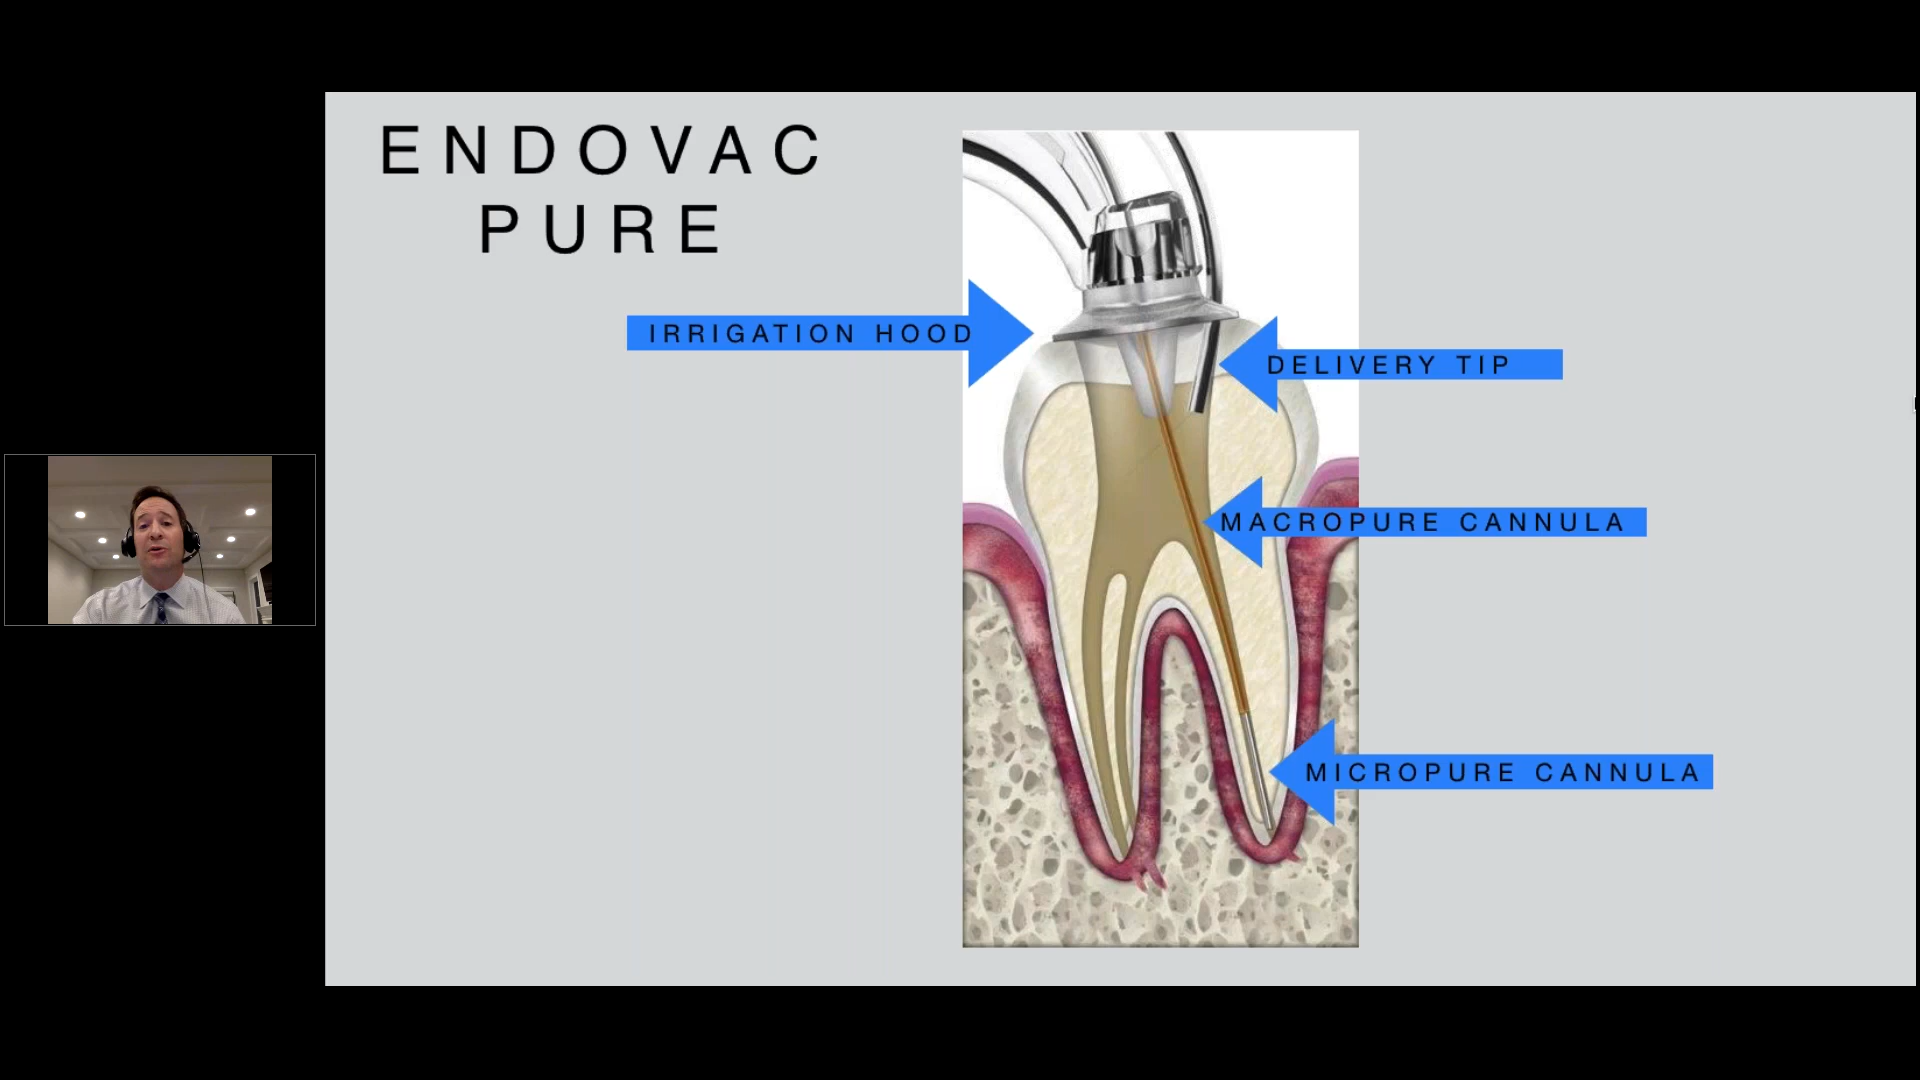 ENDOVAC
PURE
IRRIGATION HOOD
DELIVERY TIP
MACROPURE CANNULA
MICROPURE CANNULA